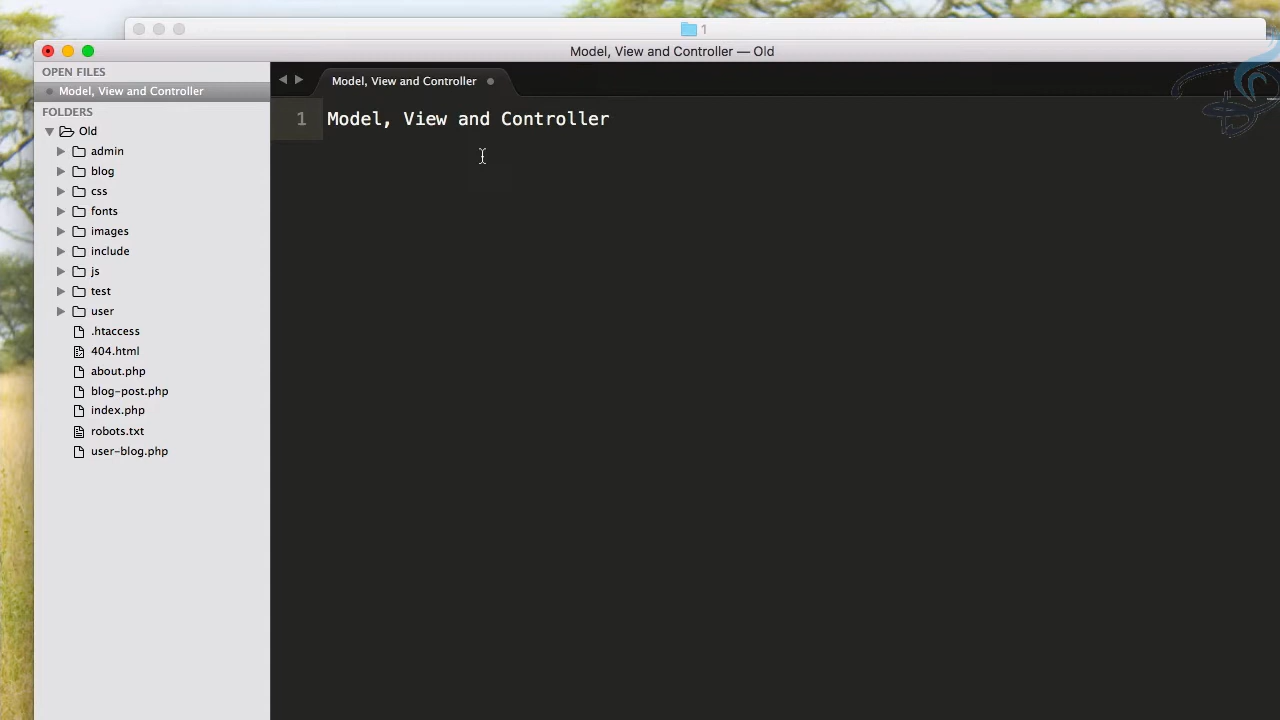 1
Model, View and Controller — Old
OPEN FILES
Model, View and Controller
FOLDERS
Old
admin
blog
css
fonts
images
include
js
test
user
.htaccess
404.html
about.php
blog-post.php
index.php
robots.txt
user-blog.php
Model, View and Controller
1 Model, View and Controller